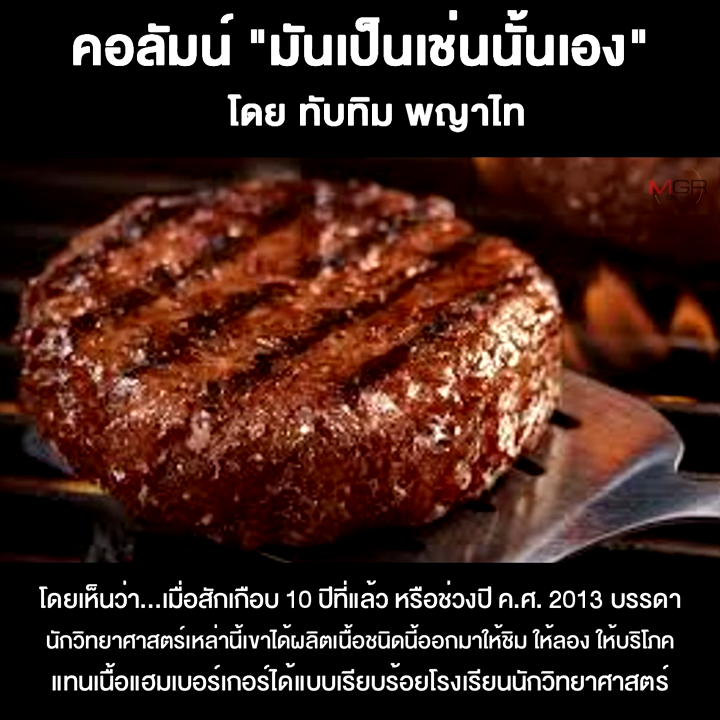 คอลัมน์ "มันเป็นเช่นนั้นเอง"
โดย ทับทิม พญาไท
MGR
โดยเห็นว่า...เมื่อสักเกือบ 10 ปีที่แล้ว หรือช่วงปี ค.ศ. 2013 บรรดา
นักวิทยาศาสตร์เหล่านี้เขาได้ผลิตเนื้อชนิดนี้ออกมาให้ชิม ให้ลอง ให้บริโภค
แทนเนื้อแฮมเบอร์เกอร์ได้แบบเรียบร้อยโรงเรียนนักวิทยาศาสตร์